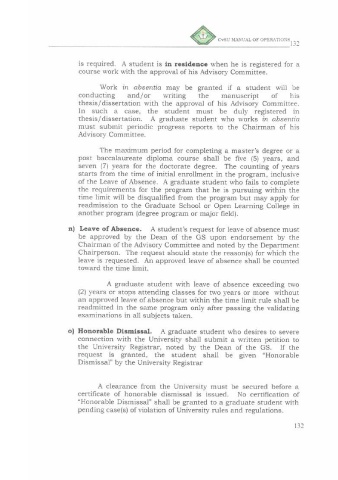 CvSU MANUAL OF OPERATIONS 132
is required. A student is in residence when he is registered for a
course work with the approval of his Advisory Committee.
Work in absentia may be granted if a student will be
conducting and/or writing the manuscript of his
thesis/dissertation with the approval of his Advisory Committee.
In such a case, the student must be duly registered in
thesis/dissertation. A graduate student who works in absentia
must submit periodic progress reports to the Chairman of his
Advisory Committee.
The maximum period for completing a master's degree or a
post baccalaureate diploma course shall be five (5) years, and
seven (7) years for the doctorate degree. The counting of years
starts from the time of initial enrollment in the program, inclusive
of the Leave of Absence. A graduate student who fails to complete
the requirements for the program that he is pursuing within the
time limit will be disqualified from the program but may apply for
readmission to the Graduate School or Open Learning College in
another program (degree program or major field).
n) Leave of Absence. A student's request for leave of absence must
be approved by the Dean of the GS upon endorsement by the
Chairman of the Advisory Committee and noted by the Department
Chairperson. The request should state the reason(s) for which the
leave is requested. An approved leave of absence shall be counted
toward the time limit.
A graduate student with leave of absence exceeding two
(2) years or stops attending classes for two years or more without
an approved leave of absence but within the time limit rule shall be
readmitted in the same program only after passing the validating
examinations in all subjects taken.
o) Honorable Dismissal. A graduate student who desires to severe
connection with the University shall submit a written petition to
the University Registrar, noted by the Dean of the GS. If the
request is granted, the student shall be given "Honorable
Dismissal" by the University Registrar
A clearance from the University must be secured before a
certificate of honorable dismissal is issued. No certification of
"Honorable Dismissal" shall be granted to a graduate student with
pending case(s) of violation of University rules and regulations.
132